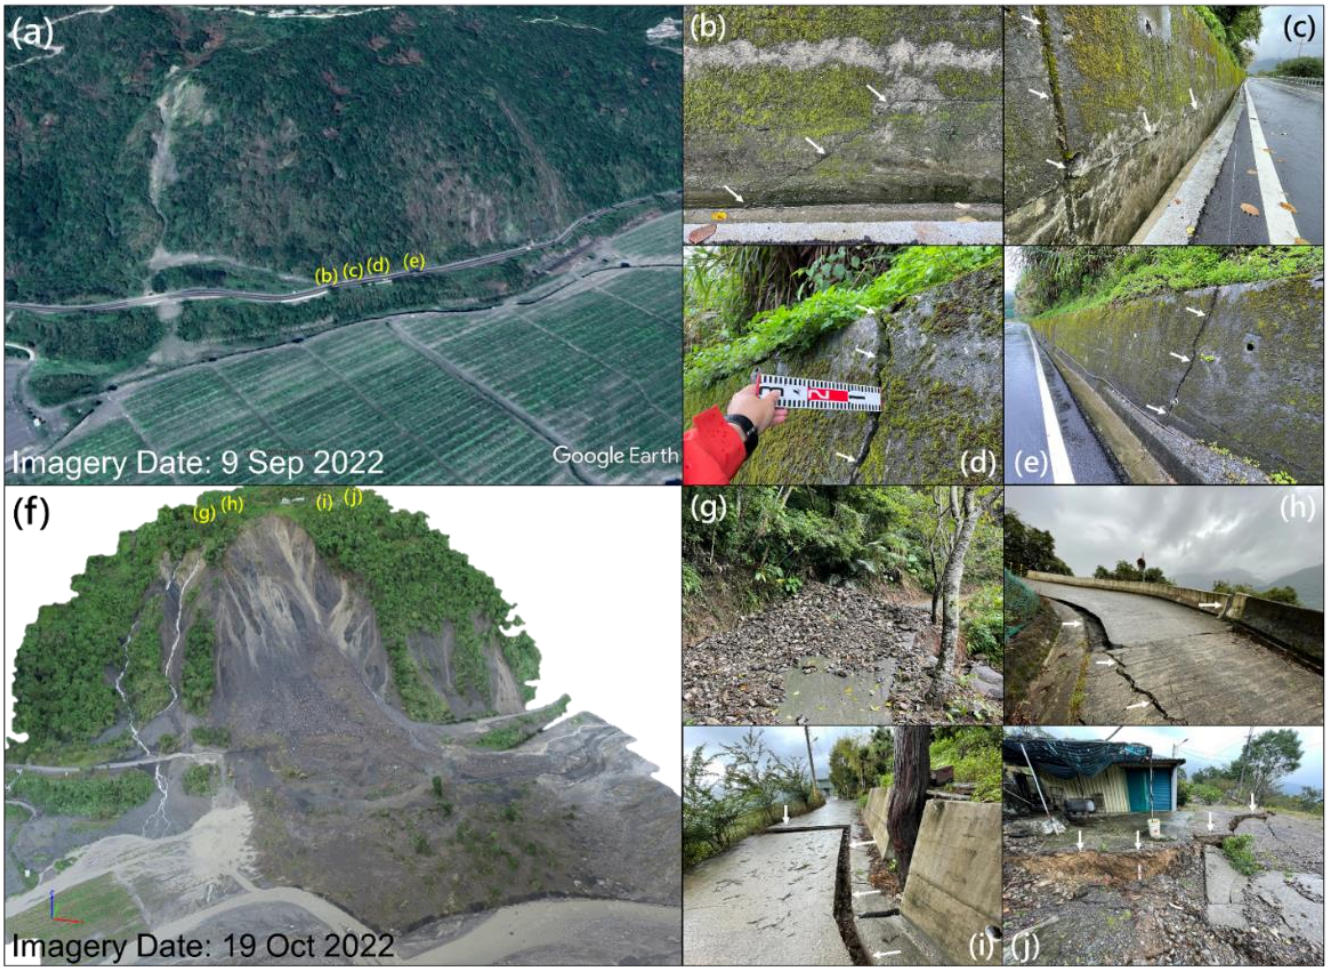 (a)
(b) (c) (d) (e)
Imagery Date: 9 Sep 2022
Google Earth
(b)
(c)
(d)
(e)
(f)
(g) (h) (i) (j)
Imagery Date: 19 Oct 2022
(g)
(h)
(i)
(j)